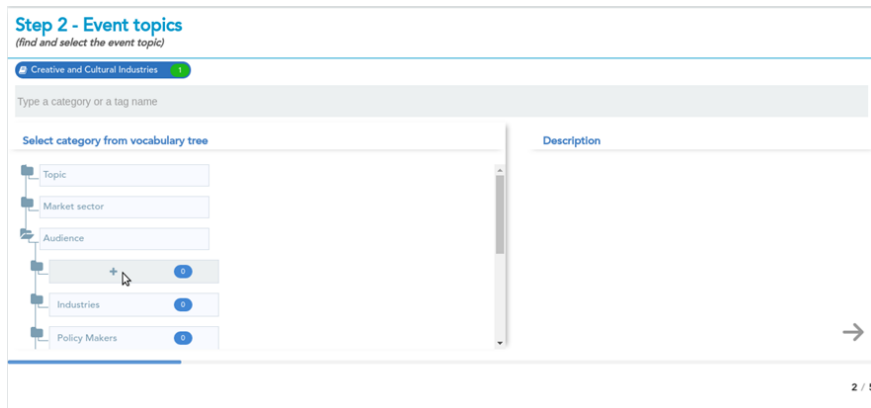 Step 2 - Event topics
(find and select the event topic)
Creative and Cultural Industries 1
Type a category or a tag name
Select category from vocabulary tree
Description
Topic
Market sector
Audience
+ 0
Industries 0
Policy Makers 0
2 / 5